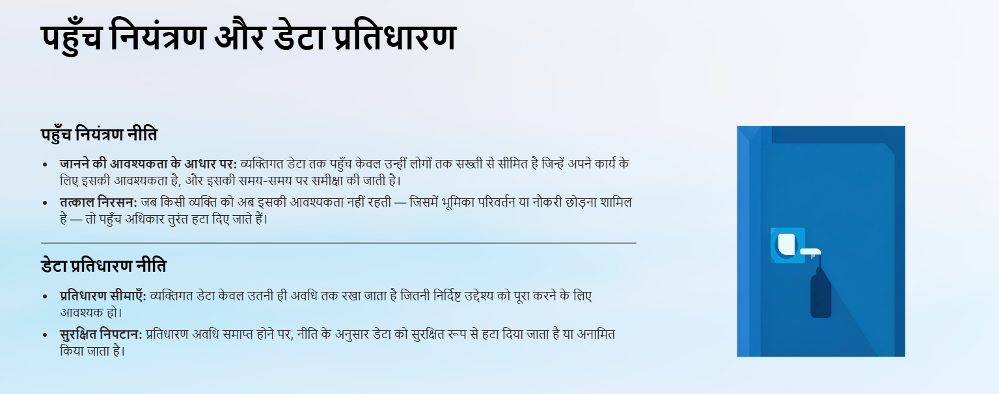 पहुँच नियंत्रण और डेटा प्रतिधारण
पहुँच नियंत्रण नीति
• जानने की आवश्यकता के आधार पर: व्यक्तिगत डेटा तक पहुँच केवल उन्हीं लोगों तक सख्ती से सीमित है जिन्हें अपने कार्य के
लिए इसकी आवश्यकता है, और इसकी समय-समय पर समीक्षा की जाती है।
• तत्काल निरसन: जब किसी व्यक्ति को अब इसकी आवश्यकता नहीं रहती — जिसमें भूमिका परिवर्तन या नौकरी छोड़ना शामिल
है — तो पहुँच अधिकार तुरंत हटा दिए जाते हैं।
डेटा प्रतिधारण नीति
• प्रतिधारण सीमाएँ: व्यक्तिगत डेटा केवल उतनी ही अवधि तक रखा जाता है जितनी निर्दिष्ट उद्देश्य को पूरा करने के लिए
आवश्यक हो।
• सुरक्षित निपटान: प्रतिधारण अवधि समाप्त होने पर, नीति के अनुसार डेटा को सुरक्षित रूप से हटा दिया जाता है या अनामित
किया जाता है।